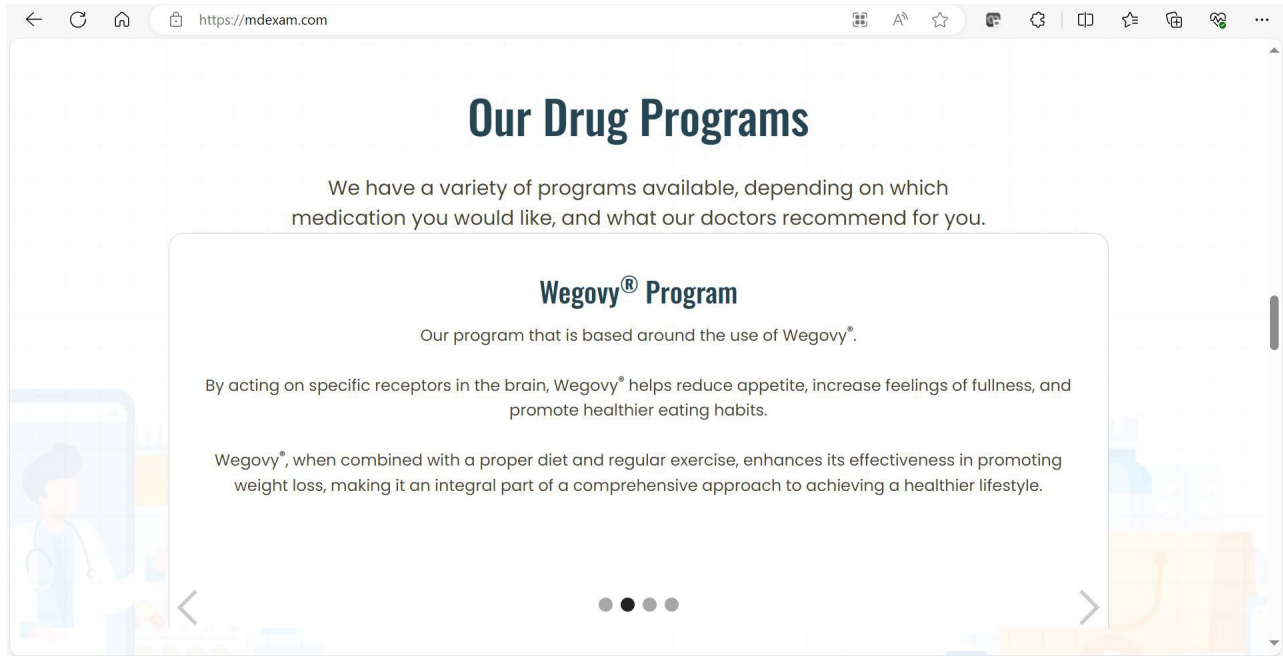 https://mdexam.com
Our Drug Programs
We have a variety of programs available, depending on which
medication you would like, and what our doctors recommend for you.
Wegovy® Program
Our program that is based around the use of Wegovy®.
By acting on specific receptors in the brain, Wegovy® helps reduce appetite, increase feelings of fullness, and
promote healthier eating habits.
Wegovy®, when combined with a proper diet and regular exercise, enhances its effectiveness in promoting
weight loss, making it an integral part of a comprehensive approach to achieving a healthier lifestyle.